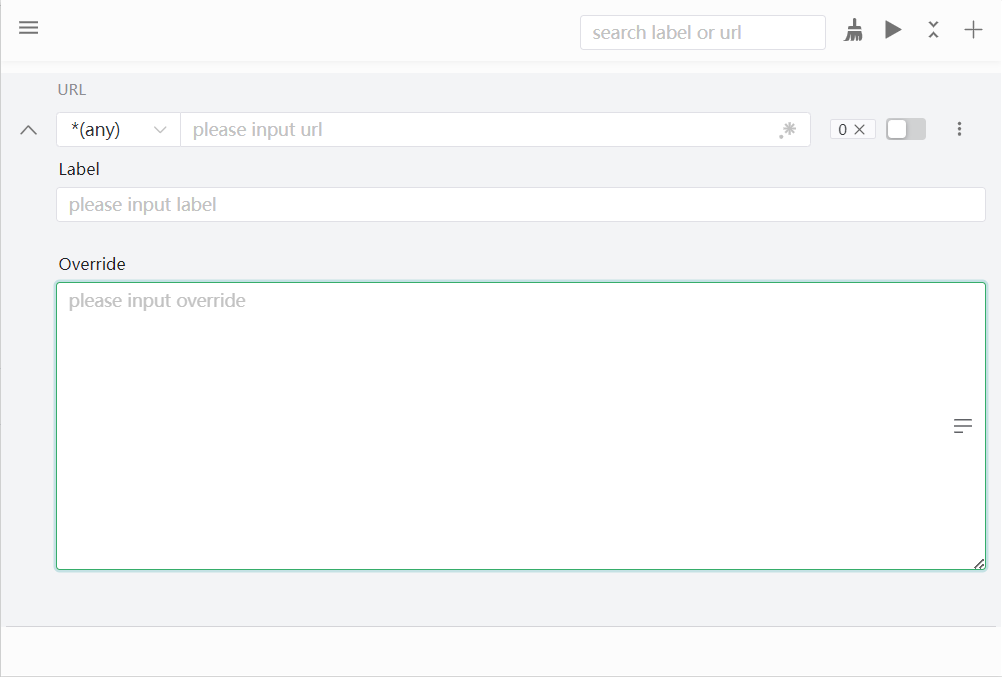 search label or url
URL
*(any)
please input url
.*
0
Label
please input label
Override
please input override